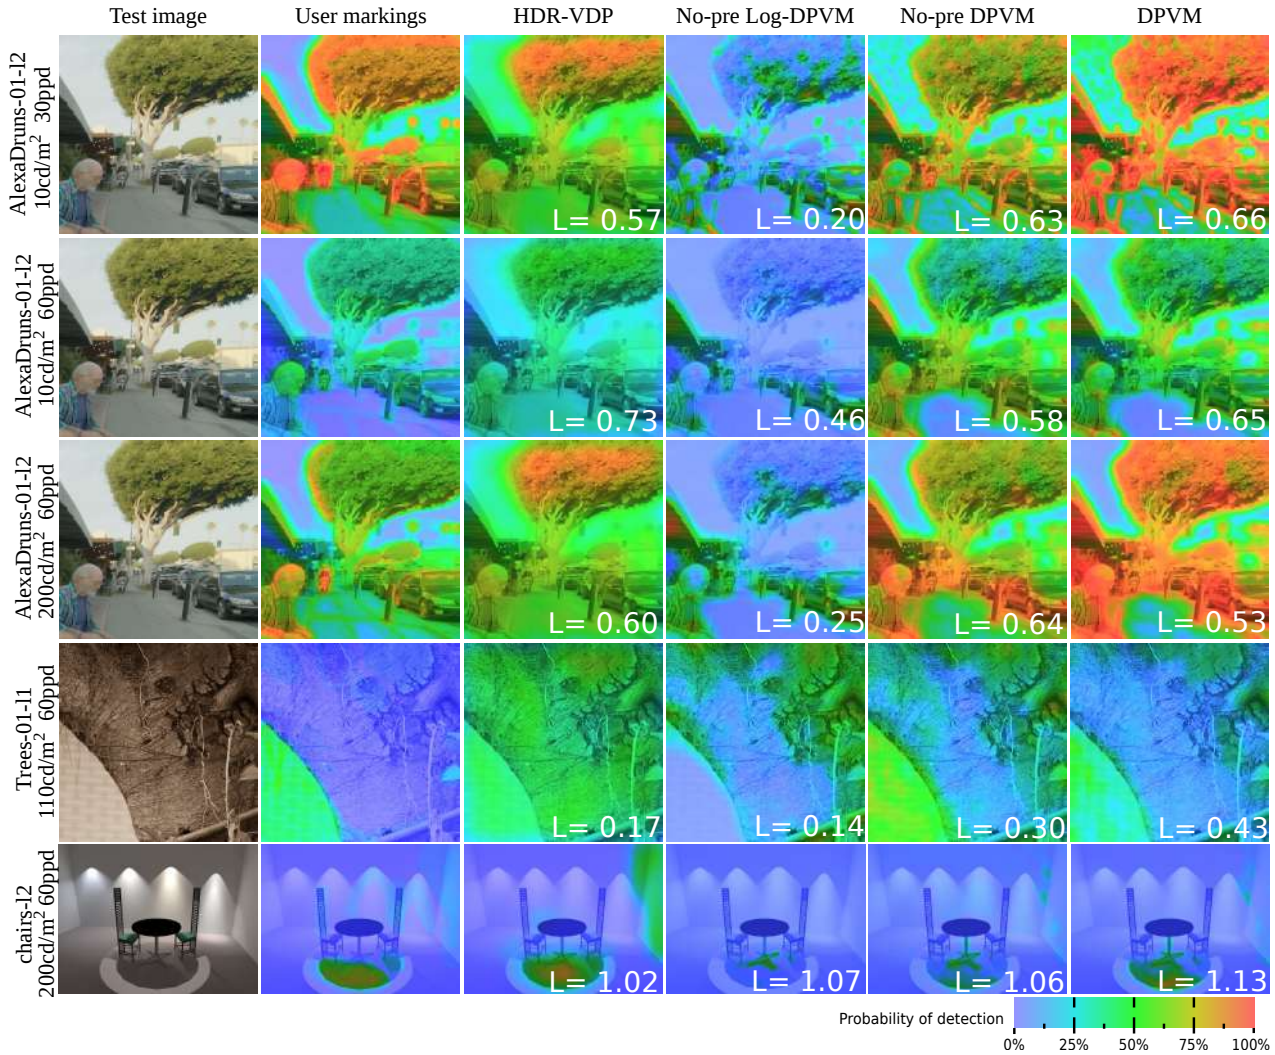 Test image User markings HDR-VDP No-pre Log-DPVM No-pre DPVM DPVM
AlexaDruns-01-l2
10cd/m² 30ppd
L= 0.57 L= 0.20 L= 0.63 L= 0.66
AlexaDruns-01-l2
10cd/m² 60ppd
L= 0.73 L= 0.46 L= 0.58 L= 0.65
AlexaDruns-01-l2
200cd/m² 60ppd
L= 0.60 L= 0.25 L= 0.64 L= 0.53
Trees-01-l1
110cd/m² 60ppd
L= 0.17 L= 0.14 L= 0.30 L= 0.43
chairs-l2
200cd/m² 60ppd
L= 1.02 L= 1.07 L= 1.06 L= 1.13
Probability of detection
0% 25% 50% 75% 100%